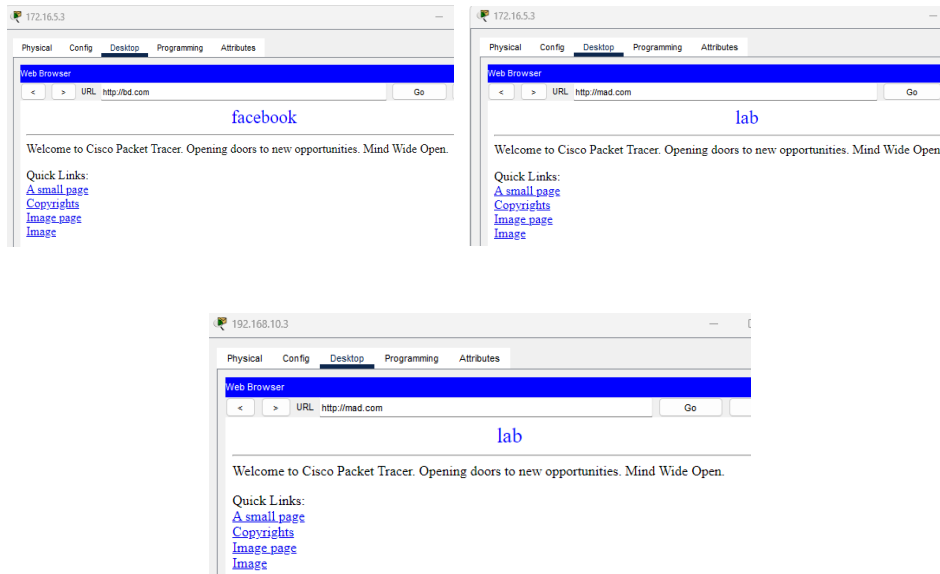 172.16.5.3
Physical Config Desktop Programming Attributes
Web Browser
< > URL http://bd.com Go
facebook
Welcome to Cisco Packet Tracer. Opening doors to new opportunities. Mind Wide Open.
Quick Links:
A small page
Copyrights
Image page
Image
172.16.5.3
Physical Config Desktop Programming Attributes
Web Browser
< > URL http://mad.com Go
lab
Welcome to Cisco Packet Tracer. Opening doors to new opportunities. Mind Wide Open
Quick Links:
A small page
Copyrights
Image page
Image
192.168.10.3
Physical Config Desktop Programming Attributes
Web Browser
< > URL http://mad.com Go
lab
Welcome to Cisco Packet Tracer. Opening doors to new opportunities. Mind Wide Open.
Quick Links:
A small page
Copyrights
Image page
Image